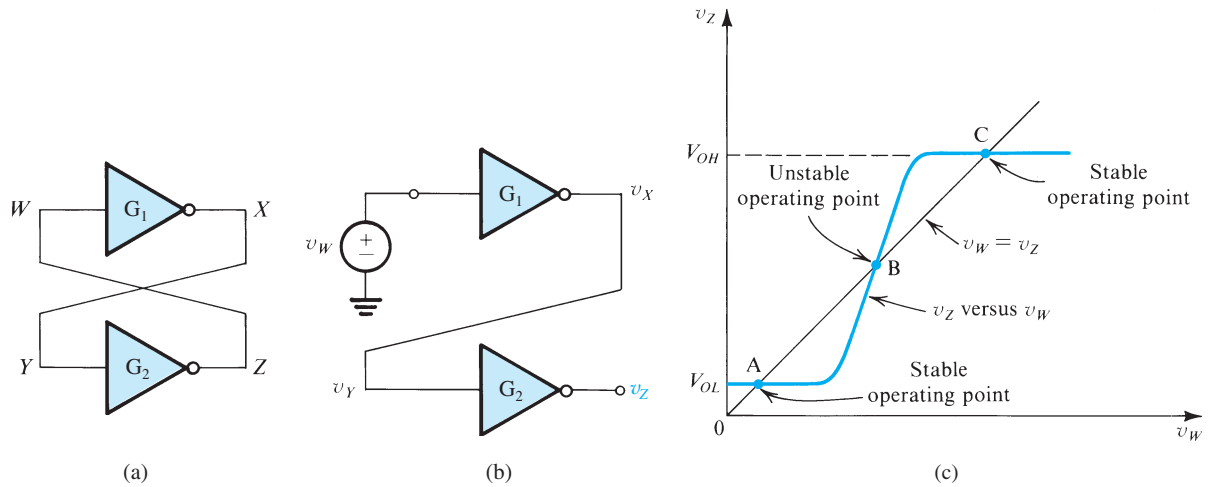 W
G1
X
Y
G2
Z
(a)
vW
+
−
G1
vX
vY
G2
vZ
(b)
vZ
VOH
C
Unstable
operating point
Stable
operating point
vW = vZ
B
vZ versus vW
A
Stable
operating point
VOL
0
vW
(c)